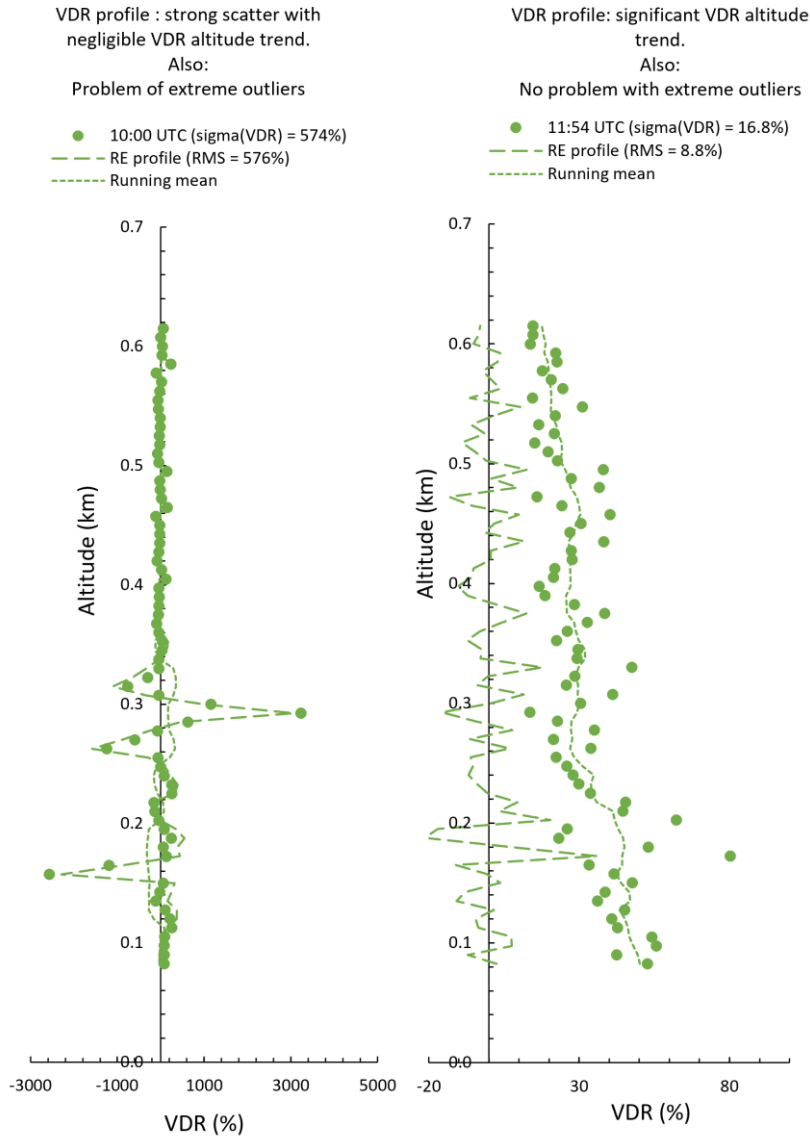 VDR profile : strong scatter with
negligible VDR altitude trend.
Also:
Problem of extreme outliers
10:00 UTC (sigma(VDR) = 574%)
RE profile (RMS = 576%)
Running mean
0.7
0.6
0.5
0.4
0.3
0.2
0.1
0.0
Altitude (km)
-3000
-1000
1000
3000
5000
VDR (%)
VDR profile: significant VDR altitude
trend.
Also:
No problem with extreme outliers
11:54 UTC (sigma(VDR) = 16.8%)
RE profile (RMS = 8.8%)
Running mean
0.7
0.6
0.5
0.4
0.3
0.2
0.1
0.0
Altitude (km)
-20
30
80
VDR (%)